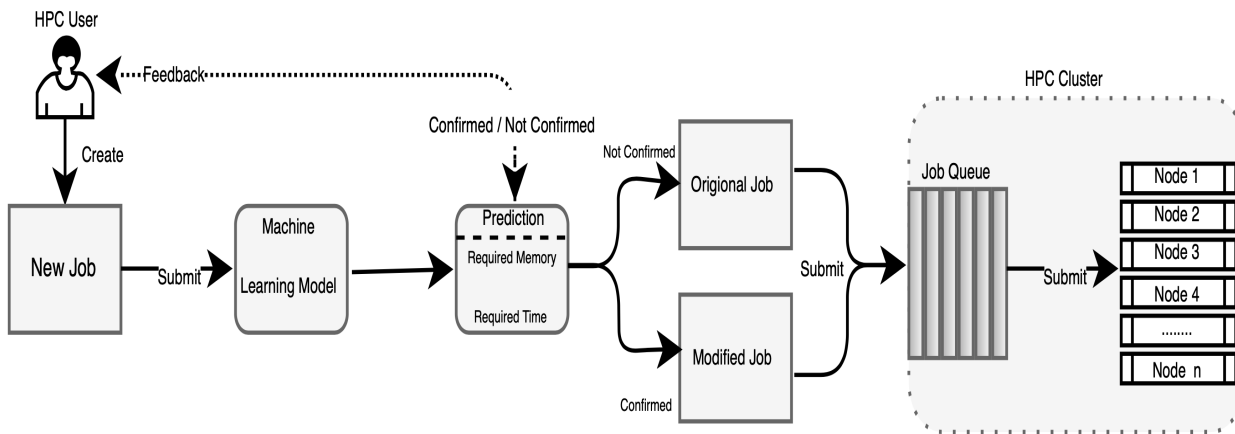 HPC User
Feedback
Create
New Job
Submit
Machine
Learning Model
Confirmed / Not Confirmed
Prediction
Required Memory
Required Time
Not Confirmed
Origional Job
Modified Job
Confirmed
Submit
HPC Cluster
Job Queue
Submit
Node 1
Node 2
Node 3
Node 4
........
Node n